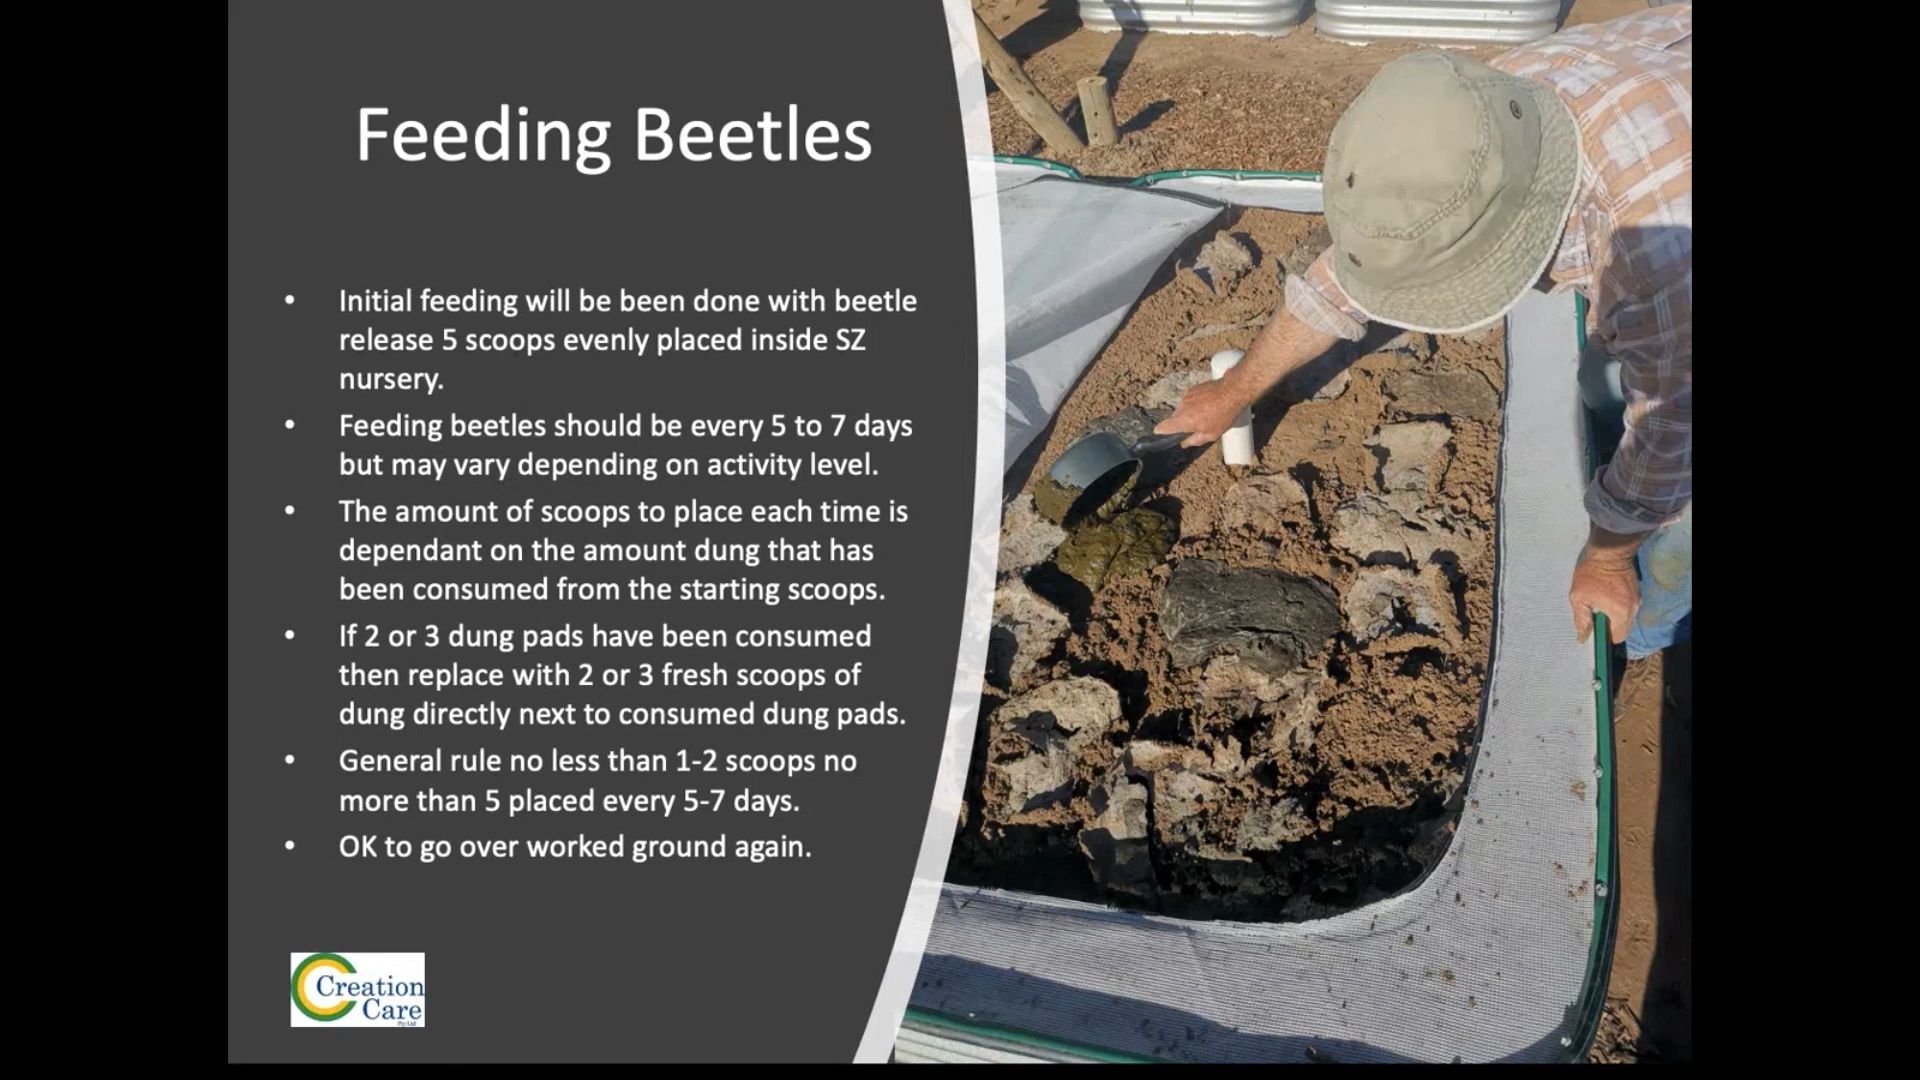 Feeding Beetles
• Initial feeding will be been done with beetle
release 5 scoops evenly placed inside SZ
nursery.
• Feeding beetles should be every 5 to 7 days
but may vary depending on activity level.
• The amount of scoops to place each time is
dependant on the amount dung that has
been consumed from the starting scoops.
• If 2 or 3 dung pads have been consumed
then replace with 2 or 3 fresh scoops of
dung directly next to consumed dung pads.
• General rule no less than 1-2 scoops no
more than 5 placed every 5-7 days.
• OK to go over worked ground again.
Creation
Care
Pty Ltd